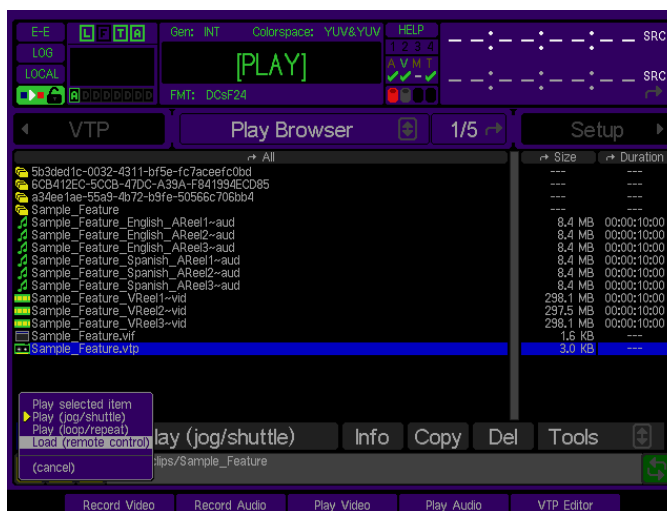 E-E L F T A Gen: INT Colorspace: YUV&YUV HELP
LOG 1 2 3 4 SRC
LOCAL [PLAY] A V M T
A D D D D D D D FMT: DCsF24 SRC
VTP Play Browser 1/5 Setup
All Size Duration
5b3ded1c-0032-4311-bf5e-fc7aceefc0bd --- ---
6CB412EC-5CCB-47DC-A39A-F841994ECD85 --- ---
a34ee1ae-55a9-4b72-b9fe-50566c706bb4 --- ---
Sample_Feature --- ---
Sample_Feature_English_AReel1~aud 8.4 MB 00:00:10:00
Sample_Feature_English_AReel2~aud 8.4 MB 00:00:10:00
Sample_Feature_English_AReel3~aud 8.4 MB 00:00:10:00
Sample_Feature_Spanish_AReel1~aud 8.4 MB 00:00:10:00
Sample_Feature_Spanish_AReel2~aud 8.4 MB 00:00:10:00
Sample_Feature_Spanish_AReel3~aud 8.4 MB 00:00:10:00
Sample_Feature_VReel1~vid 298.1 MB 00:00:10:00
Sample_Feature_VReel2~vid 297.5 MB 00:00:10:00
Sample_Feature_VReel3~vid 298.1 MB 00:00:10:00
Sample_Feature.vif 1.6 KB ---
Sample_Feature.vtp 3.0 KB ---
Play selected item
Play (jog/shuttle)
Play (loop/repeat)
Load (remote control)
(cancel)
lay (jog/shuttle) Info Copy Del Tools
lips/Sample_Feature
Record Video Record Audio Play Video Play Audio VTP Editor